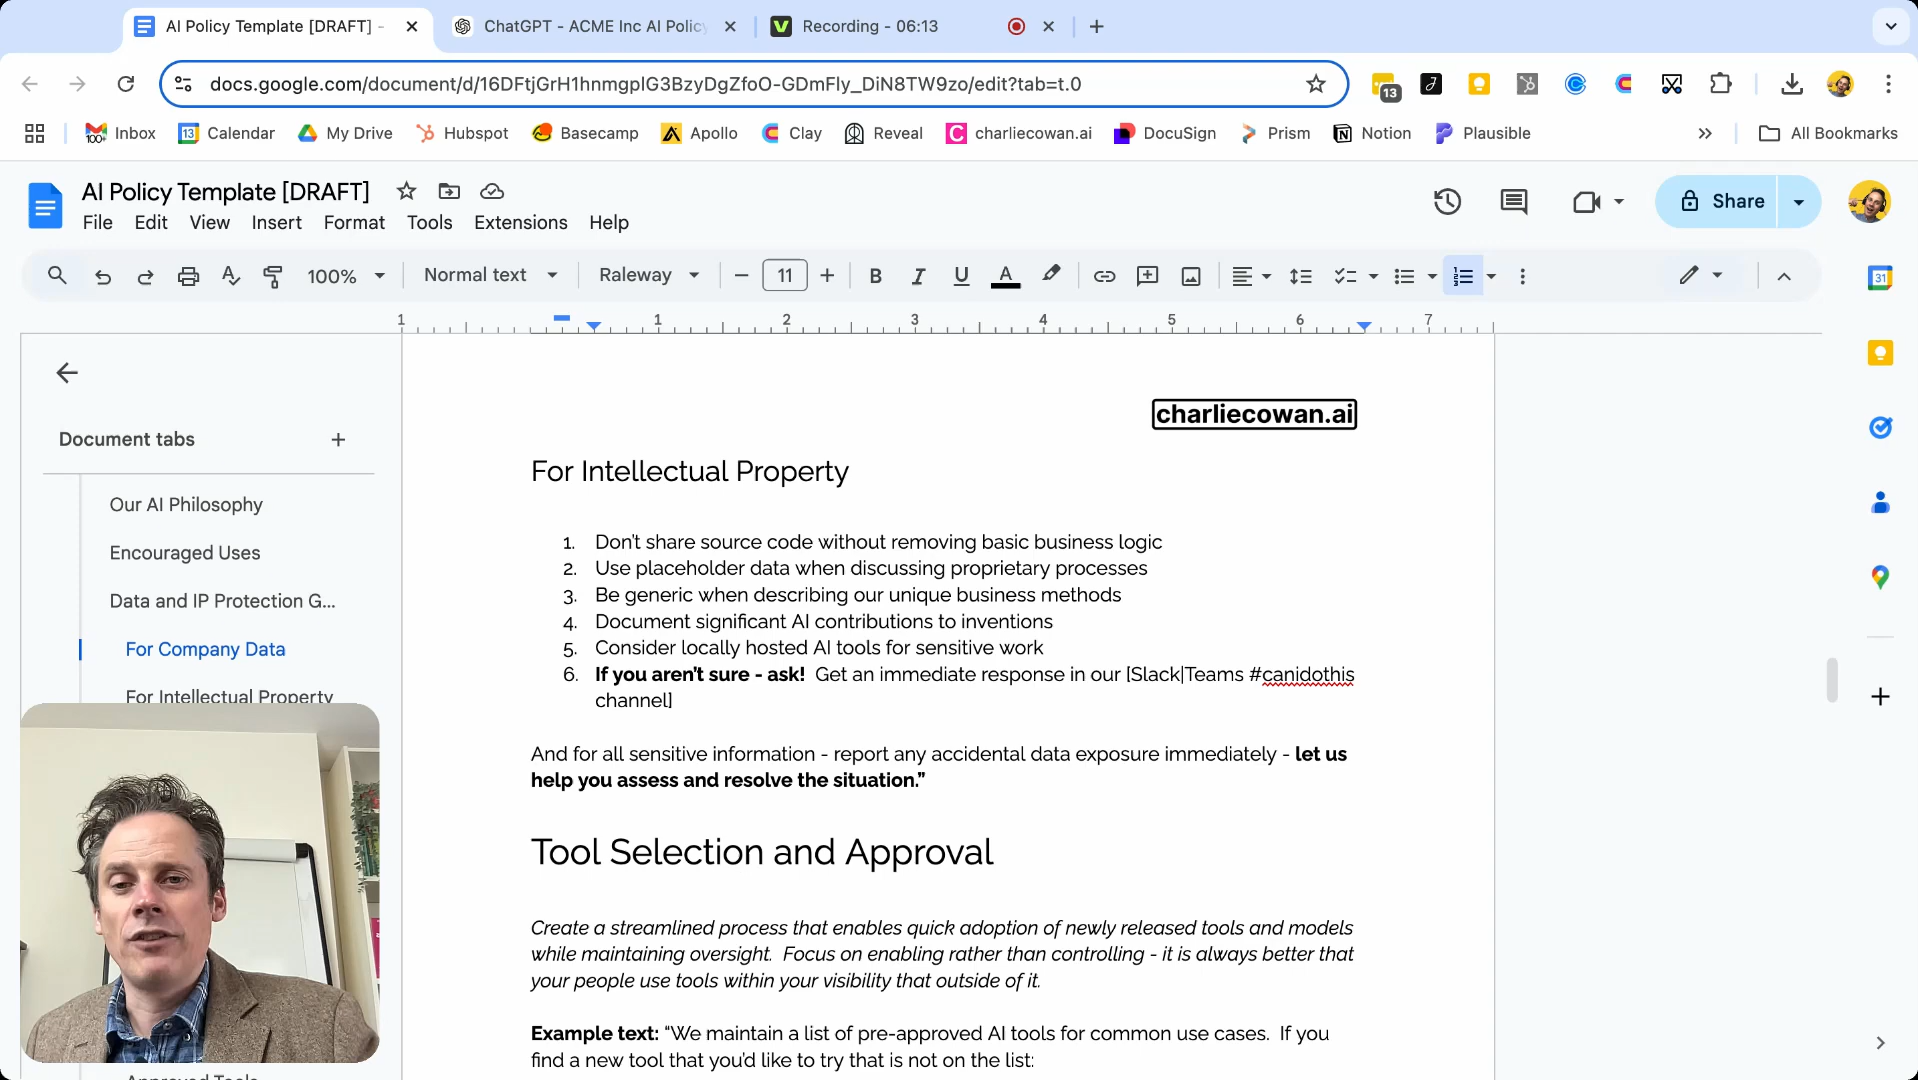 AI Policy Template [DRAFT] -
ChatGPT - ACME Inc AI Policy
Recording - 06:13
docs.google.com/document/d/16DFtjGrH1hnmgplG3BzyDgZfoO-GDmFly_DiN8TW9zo/edit?tab=t.0
13
Inbox
Calendar
My Drive
Hubspot
Basecamp
Apollo
Clay
Reveal
charliecowan.ai
DocuSign
Prism
Notion
Plausible
All Bookmarks
AI Policy Template [DRAFT]
File Edit View Insert Format Tools Extensions Help
Share
100%
Normal text
Raleway
11
1 1 2 3 4 5 6 7
Document tabs
Our AI Philosophy
Encouraged Uses
Data and IP Protection G...
For Company Data
For Intellectual Property
charliecowan.ai
For Intellectual Property
1. Don't share source code without removing basic business logic
2. Use placeholder data when discussing proprietary processes
3. Be generic when describing our unique business methods
4. Document significant AI contributions to inventions
5. Consider locally hosted AI tools for sensitive work
6. If you aren't sure - ask! Get an immediate response in our [Slack|Teams #canidothis
channel]
And for all sensitive information - report any accidental data exposure immediately - let us
help you assess and resolve the situation."
Tool Selection and Approval
Create a streamlined process that enables quick adoption of newly released tools and models
while maintaining oversight. Focus on enabling rather than controlling - it is always better that
your people use tools within your visibility that outside of it.
Example text: "We maintain a list of pre-approved AI tools for common use cases. If you
find a new tool that you'd like to try that is not on the list:
Approved Tools